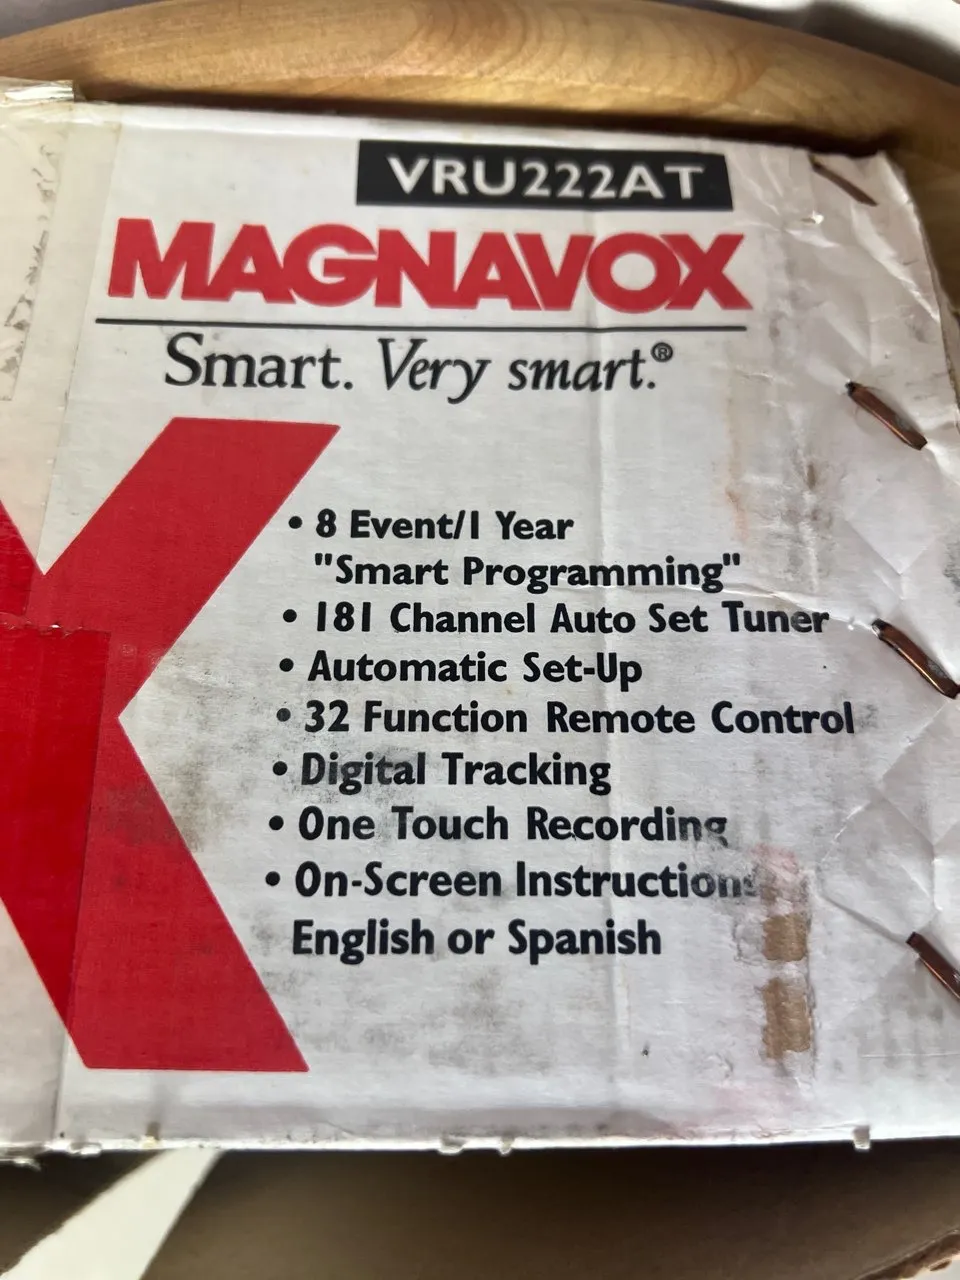 VRU222AT
MAGNAVOX
Smart. Very smart.®
• 8 Event/1 Year
"Smart Programming"
• 181 Channel Auto Set Tuner
• Automatic Set-Up
• 32 Function Remote Control
• Digital Tracking
• One Touch Recording
• On-Screen Instructions
English or Spanish